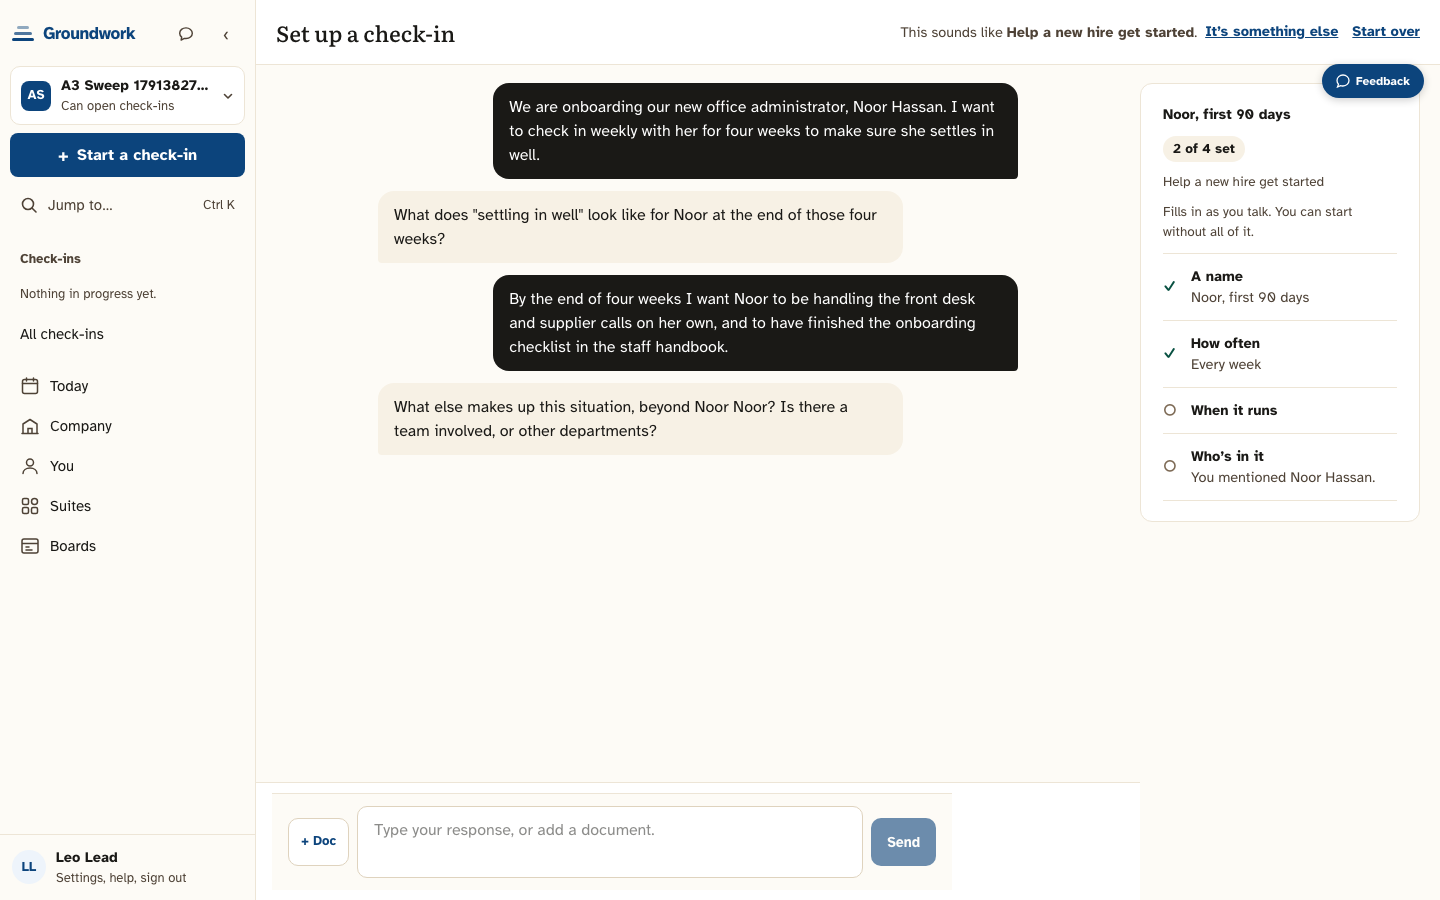 Groundwork
AS
A3 Sweep 17913827...
Can open check-ins
+ Start a check-in
Jump to...
Ctrl K
Check-ins
Nothing in progress yet.
All check-ins
Today
Company
You
Suites
Boards
LL
Leo Lead
Settings, help, sign out
Set up a check-in
This sounds like Help a new hire get started. It's something else Start over
Feedback
We are onboarding our new office administrator, Noor Hassan. I want
to check in weekly with her for four weeks to make sure she settles in
well.
What does "settling in well" look like for Noor at the end of those four
weeks?
By the end of four weeks I want Noor to be handling the front desk
and supplier calls on her own, and to have finished the onboarding
checklist in the staff handbook.
What else makes up this situation, beyond Noor Noor? Is there a
team involved, or other departments?
+ Doc
Type your response, or add a document.
Send
Noor, first 90 days
2 of 4 set
Help a new hire get started
Fills in as you talk. You can start
without all of it.
A name
Noor, first 90 days
How often
Every week
When it runs
Who's in it
You mentioned Noor Hassan.